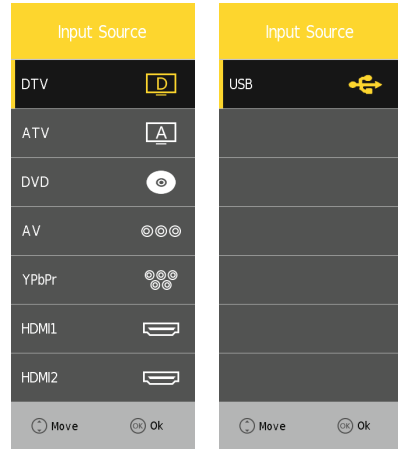 Input Source
DTV D
ATV A
DVD
AV
YPbPr
HDMI1
HDMI2
Move OK Ok
Input Source
USB
Move OK Ok